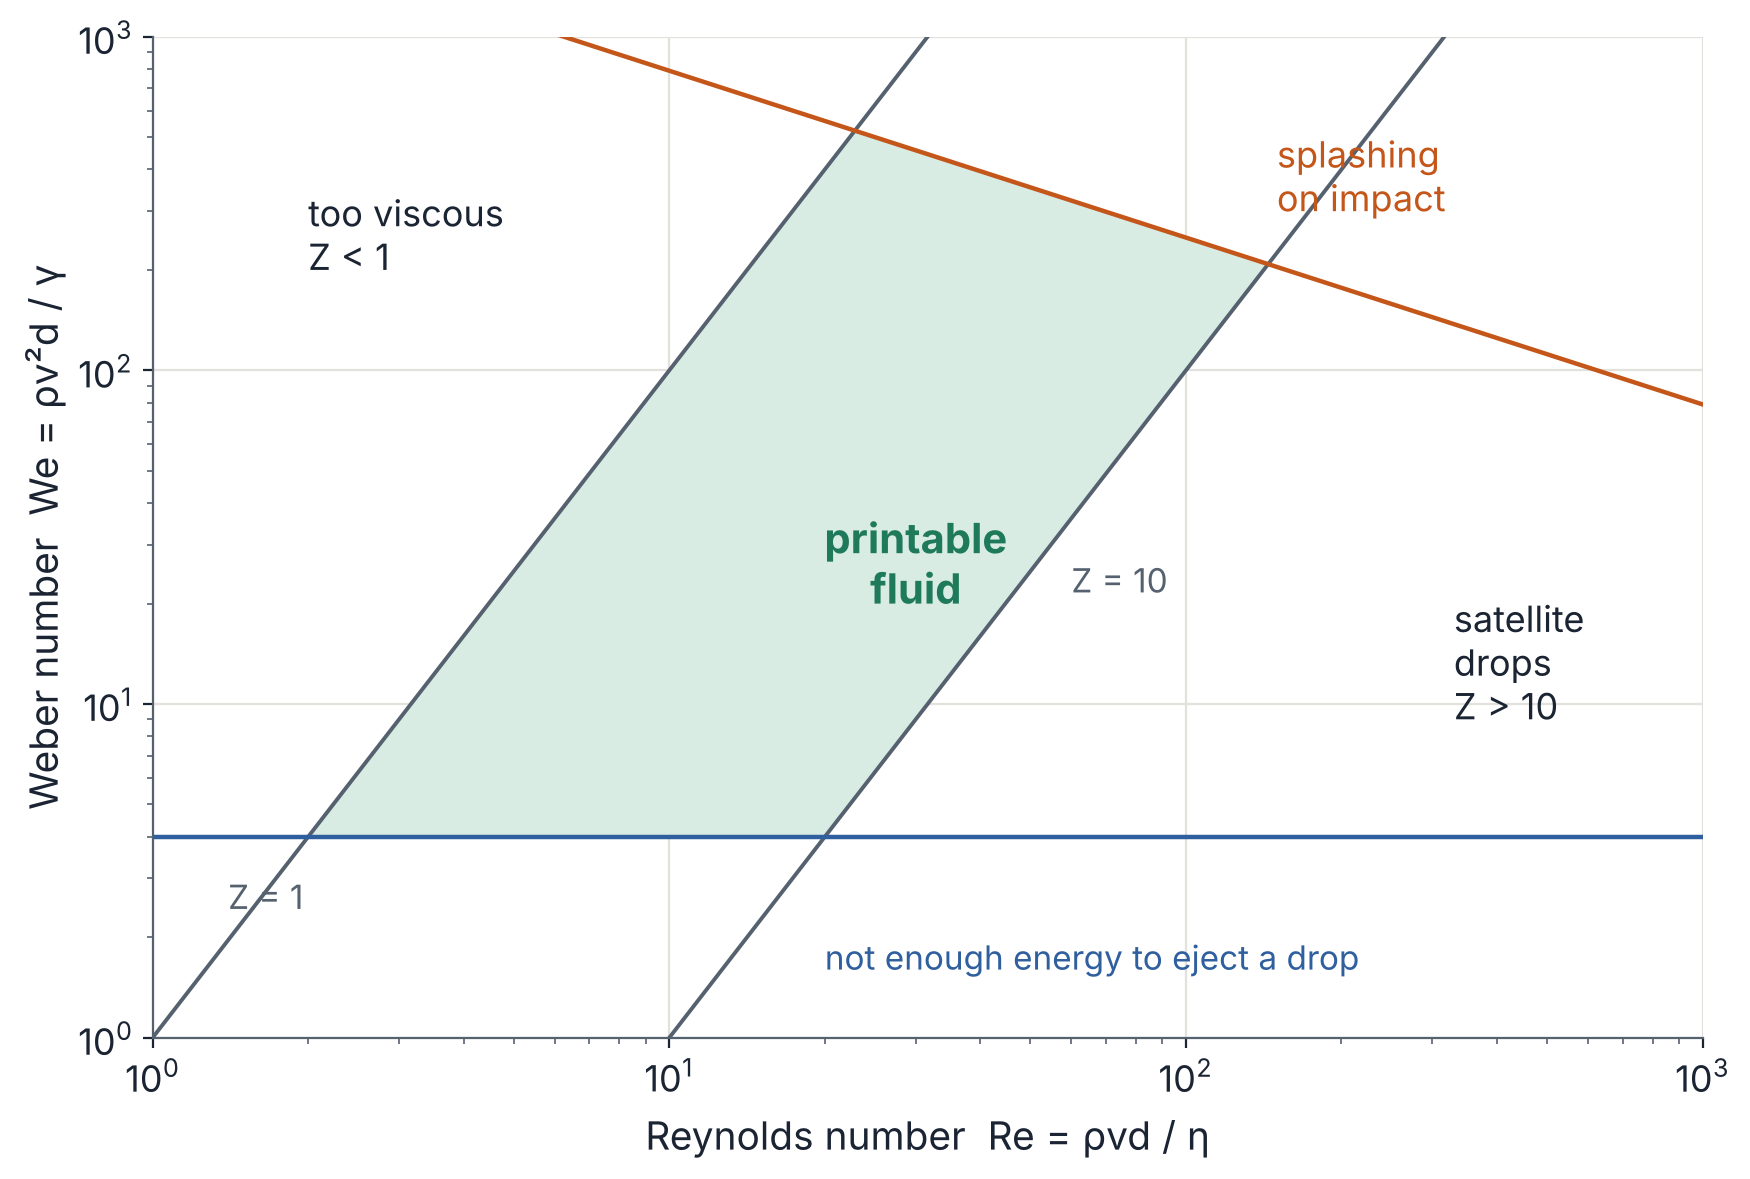 10³
splashing
on impact
too viscous
Z < 1
10²
printable
fluid
Z = 10
satellite
drops
Z > 10
10¹
Z = 1
not enough energy to eject a drop
10⁰
10⁰ 10¹ 10² 10³
Reynolds number Re = ρvd / η
Weber number We = ρv²d / γ